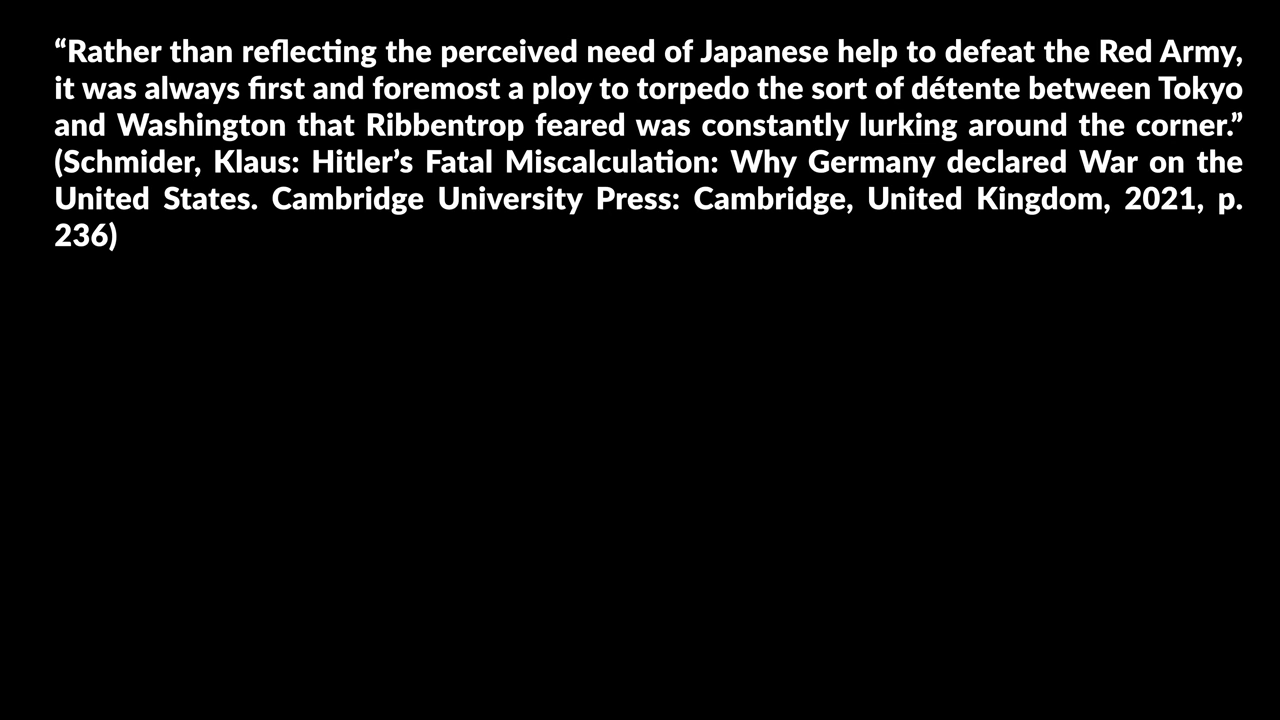 “Rather than reflecting the perceived need of Japanese help to defeat the Red Army,
it was always first and foremost a ploy to torpedo the sort of détente between Tokyo
and Washington that Ribbentrop feared was constantly lurking around the corner.”
(Schmider, Klaus: Hitler’s Fatal Miscalculation: Why Germany declared War on the
United States. Cambridge University Press: Cambridge, United Kingdom, 2021, p.
236)